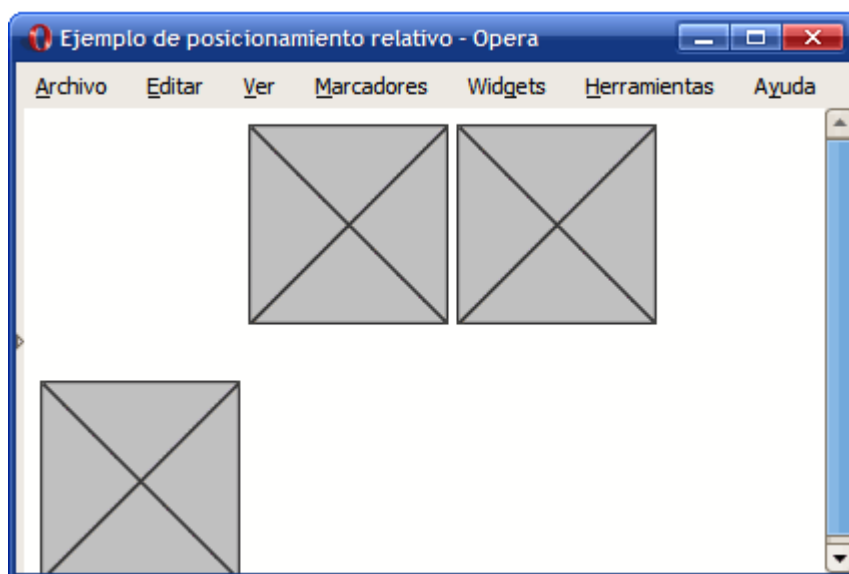 Ejemplo de posicionamiento relativo - Opera
Archivo Editar Ver Marcadores Widgets Herramientas Ayuda